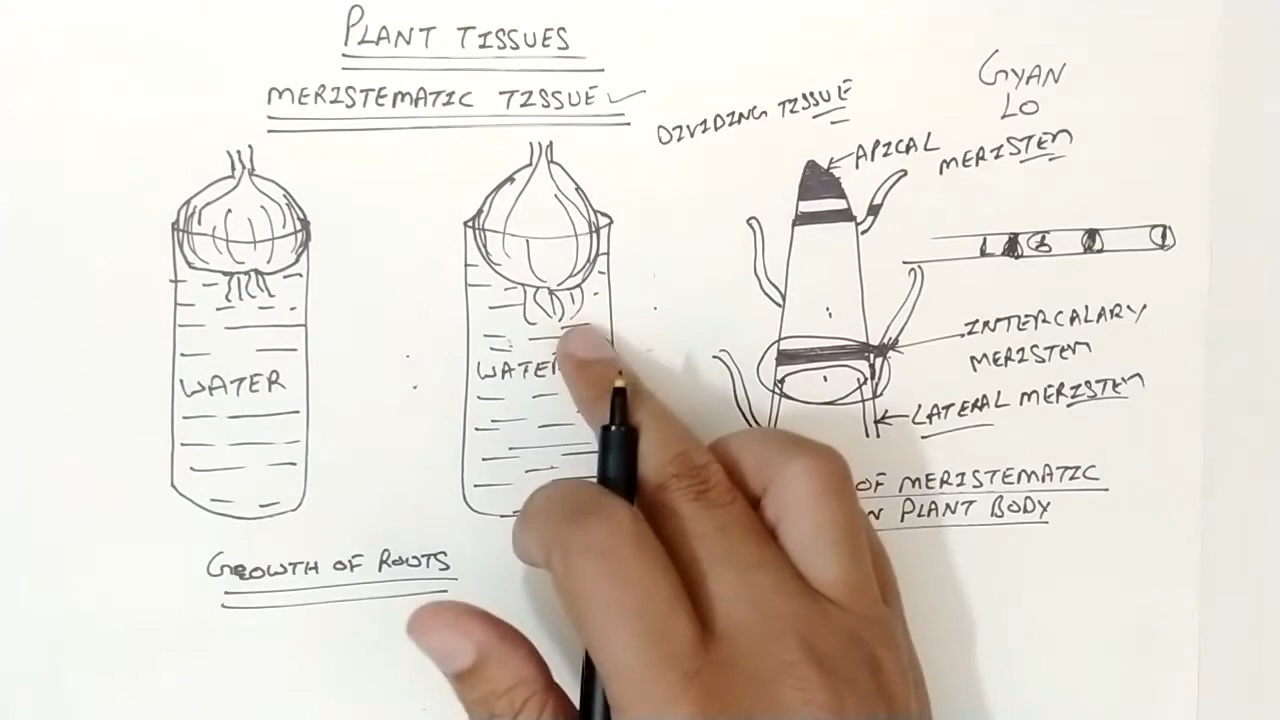 PLANT TISSUES
MERISTEMATIC TISSUE
DIVIDING TISSUE
GYAN
LO
APICAL
MERISTEM
INTERCALARY
MERISTEM
LATERAL MERISTEM
WATER
WATER
OF MERISTEMATIC
PLANT BODY
GROWTH OF ROOTS